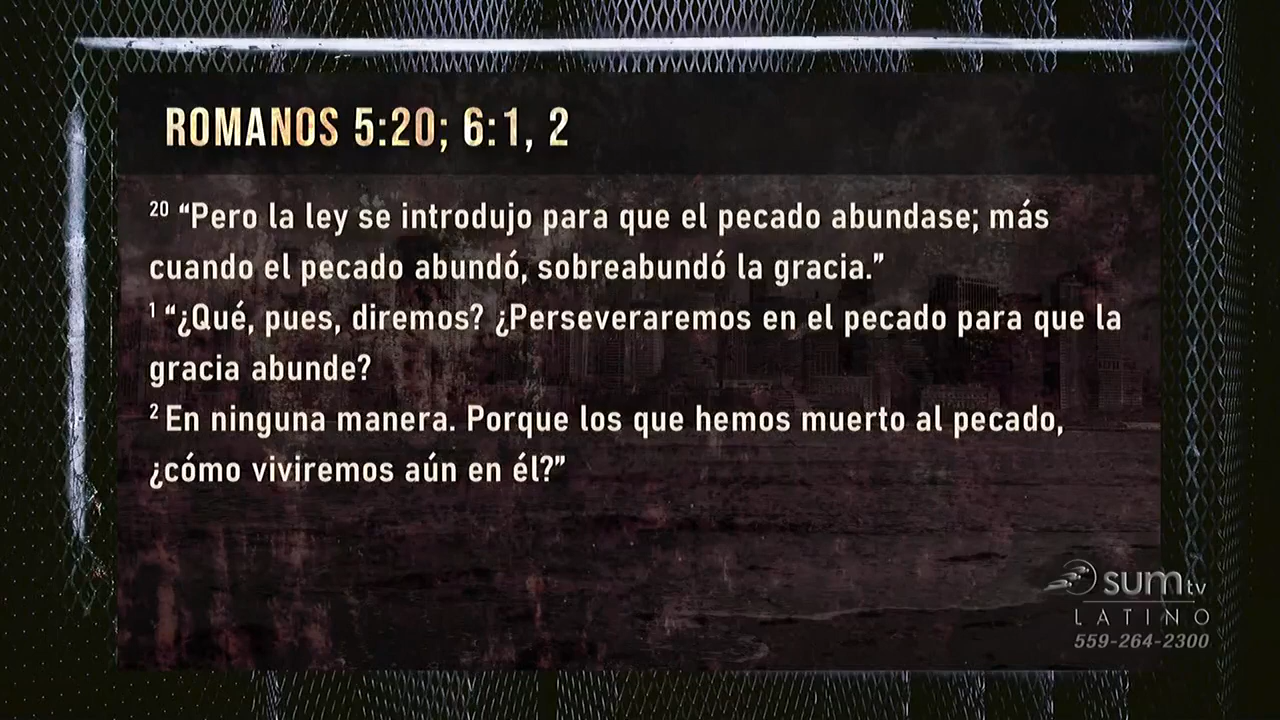 ROMANOS 5:20; 6:1, 2
20 “Pero la ley se introdujo para que el pecado abundase; más
cuando el pecado abundó, sobreabundó la gracia.”
1 “¿Qué, pues, diremos? ¿Perseveraremos en el pecado para que la
gracia abunde?
2 En ninguna manera. Porque los que hemos muerto al pecado,
¿cómo viviremos aún en él?”
sumtv
LATINO
559-264-2300